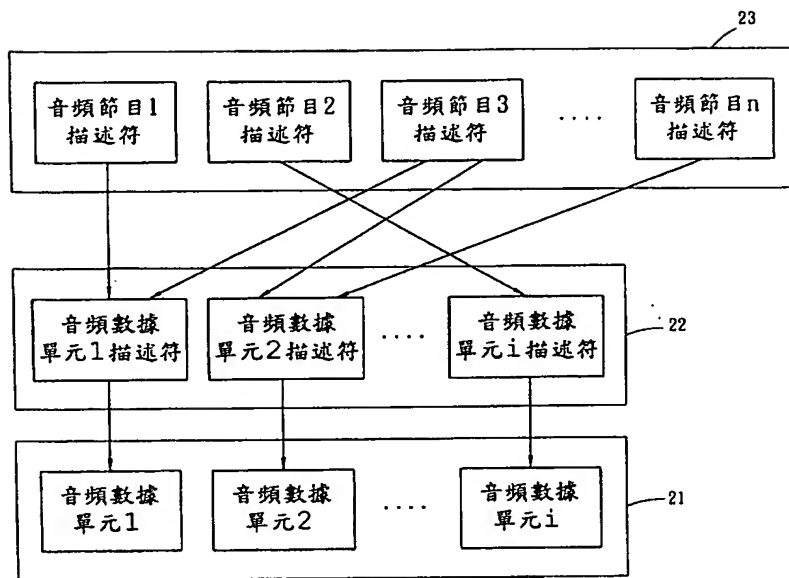 23
音頻節目1
描述符
音頻節目2
描述符
音頻節目3
描述符
....
音頻節目n
描述符
音頻數據
單元1描述符
音頻數據
單元2描述符
....
音頻數據
單元i描述符
22
音頻數據
單元1
音頻數據
單元2
....
音頻數據
單元i
21